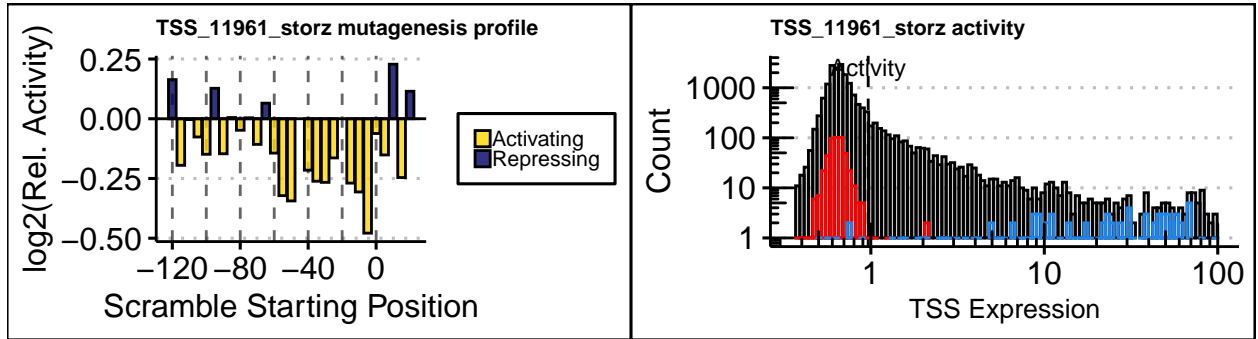 TSS_11961_storz mutagenesis profile
log2(Rel. Activity)
0.25
0.00
−0.25
−0.50
−120 −80 −40 0
Scramble Starting Position
Activating
Repressing
TSS_11961_storz activity
Activity
Count
1000
100
10
1
1 10 100
TSS Expression